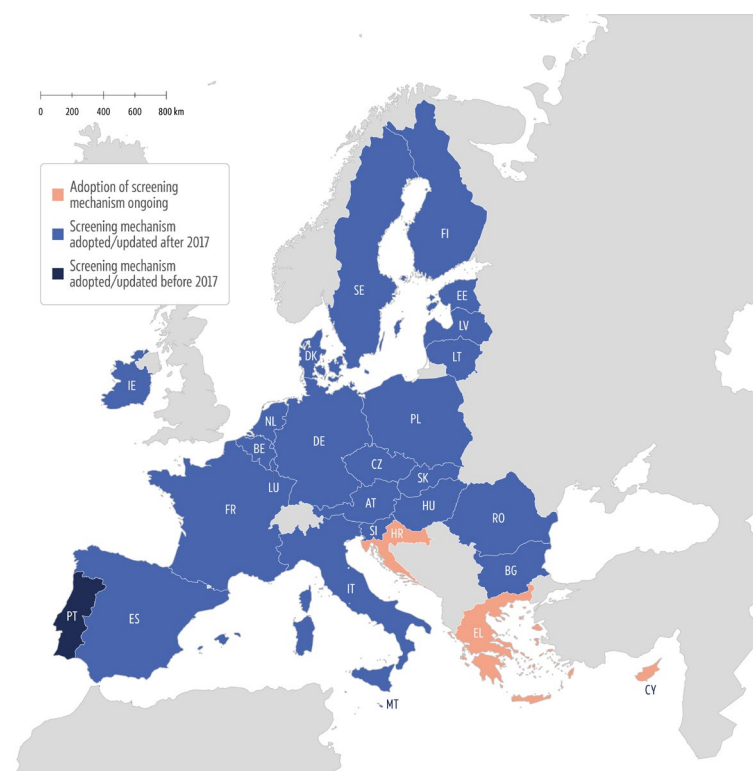 0 200 400 600 800 km
Adoption of screening
mechanism ongoing
Screening mechanism
adopted/updated after 2017
Screening mechanism
adopted/updated before 2017
FI
SE
EE
LV
DK
LT
IE
NL
PL
DE
BE
CZ
SK
LU
AT
HU
FR
RO
SI
HR
BG
IT
PT
ES
EL
CY
MT